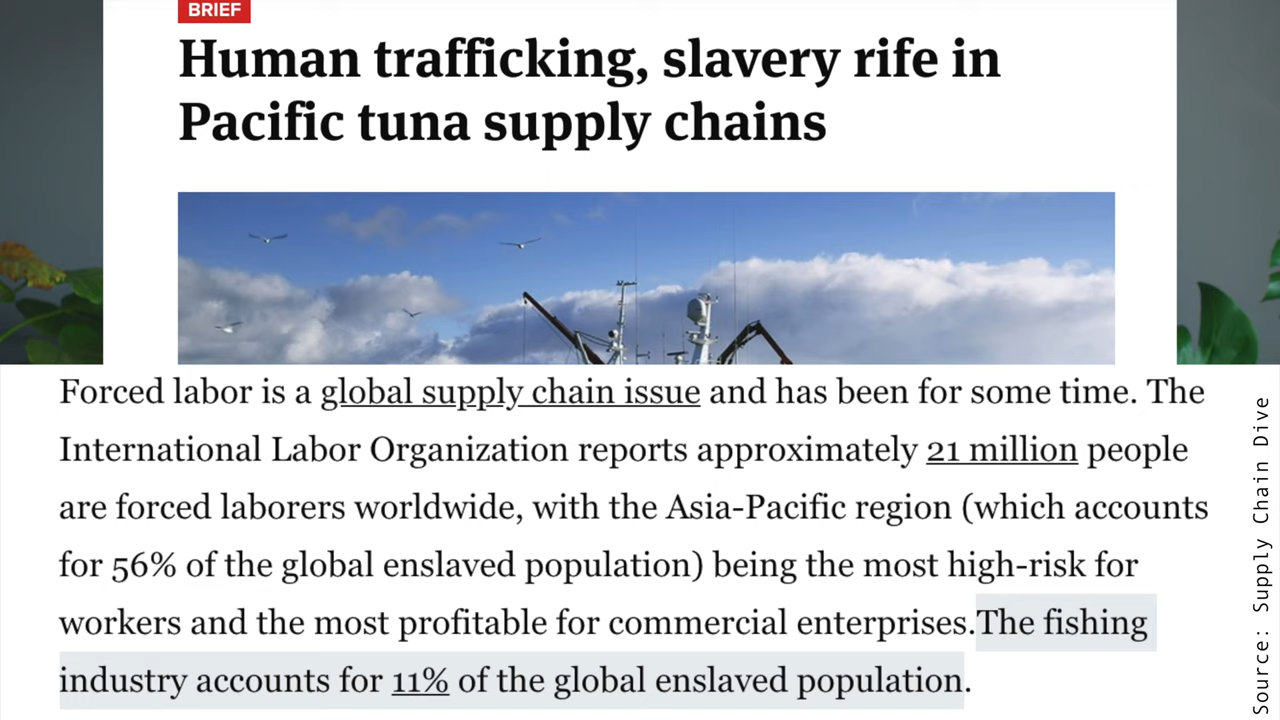 BRIEF
Human trafficking, slavery rife in
Pacific tuna supply chains
Forced labor is a global supply chain issue and has been for some time. The
International Labor Organization reports approximately 21 million people
are forced laborers worldwide, with the Asia-Pacific region (which accounts
for 56% of the global enslaved population) being the most high-risk for
workers and the most profitable for commercial enterprises.The fishing
industry accounts for 11% of the global enslaved population.
Source: Supply Chain Dive